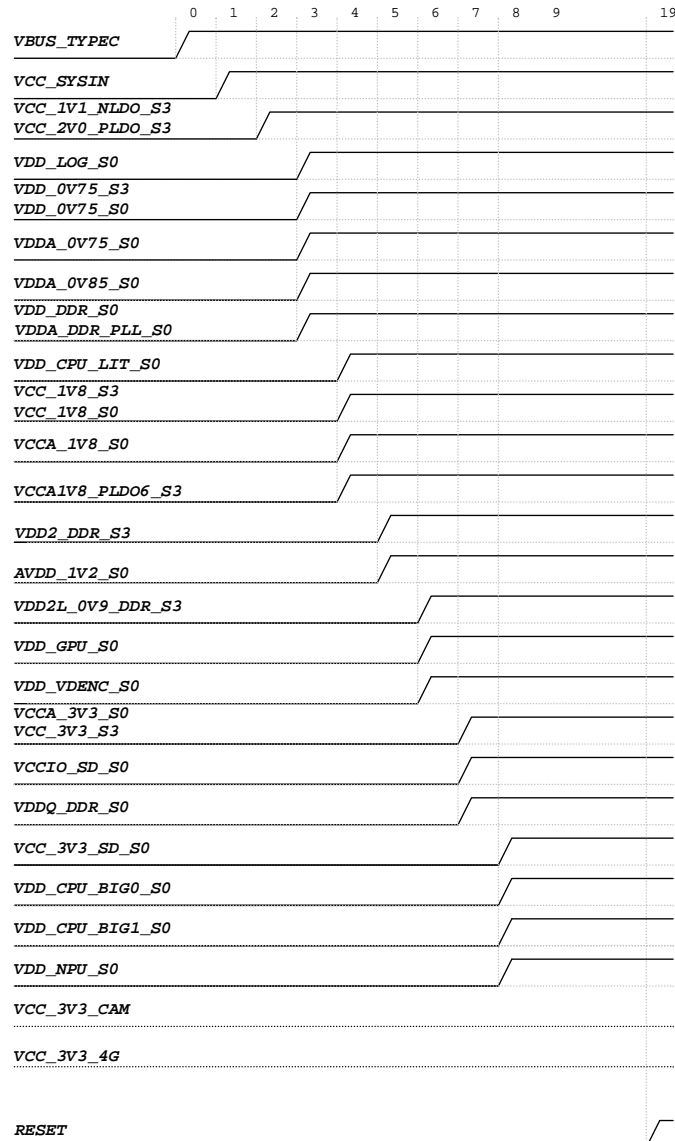 0 1 2 3 4 5 6 7 8 9 19
VBUS_TYPEC
VCC_SYSIN
VCC_1V1_NLDO_S3
VCC_2V0_PLDO_S3
VDD_LOG_S0
VDD_0V75_S3
VDD_0V75_S0
VDDA_0V75_S0
VDDA_0V85_S0
VDD_DDR_S0
VDDA_DDR_PLL_S0
VDD_CPU_LIT_S0
VCC_1V8_S3
VCC_1V8_S0
VCCA_1V8_S0
VCCA1V8_PLDO6_S3
VDD2_DDR_S3
AVDD_1V2_S0
VDD2L_0V9_DDR_S3
VDD_GPU_S0
VDD_VDENC_S0
VCCA_3V3_S0
VCC_3V3_S3
VCCIO_SD_S0
VDDQ_DDR_S0
VCC_3V3_SD_S0
VDD_CPU_BIG0_S0
VDD_CPU_BIG1_S0
VDD_NPU_S0
VCC_3V3_CAM
VCC_3V3_4G
RESET